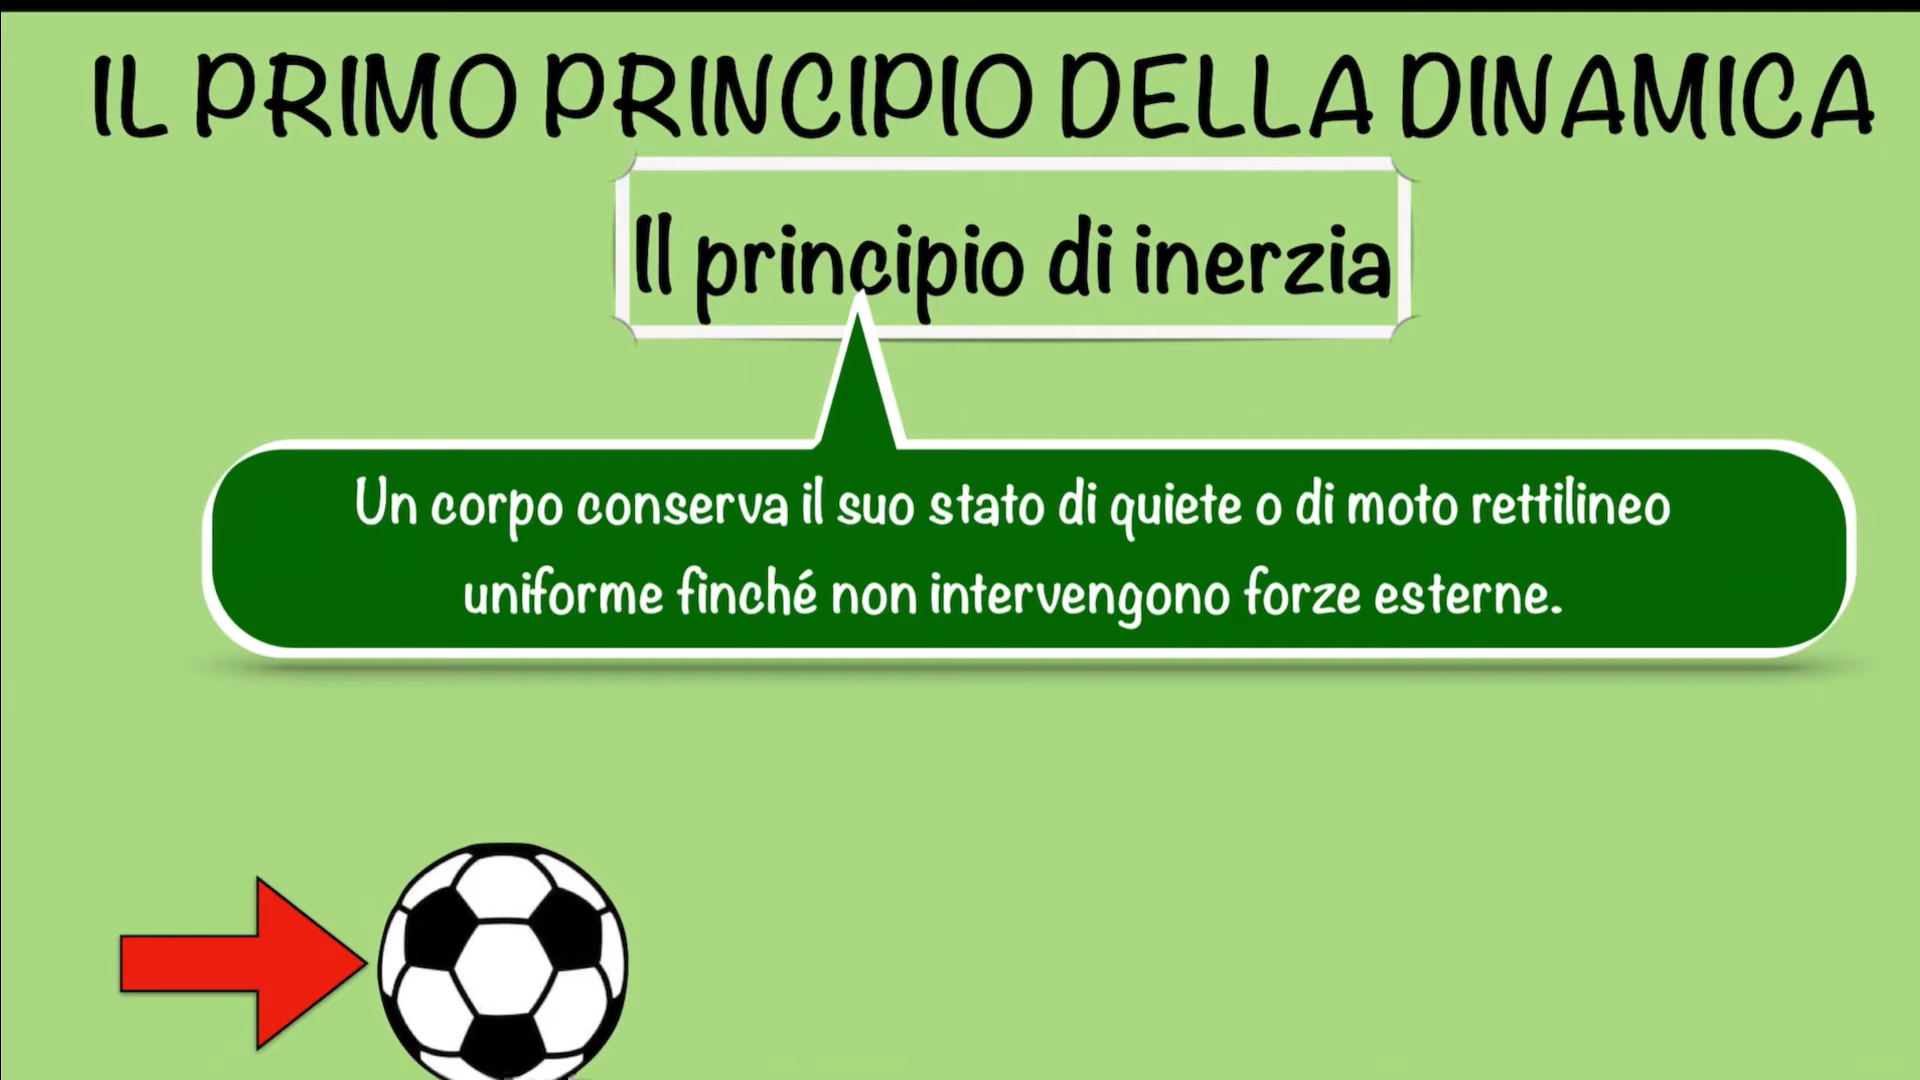 IL PRIMO PRINCIPIO DELLA DINAMICA
Il principio di inerzia
Un corpo conserva il suo stato di quiete o di moto rettilineo
uniforme finché non intervengono forze esterne.